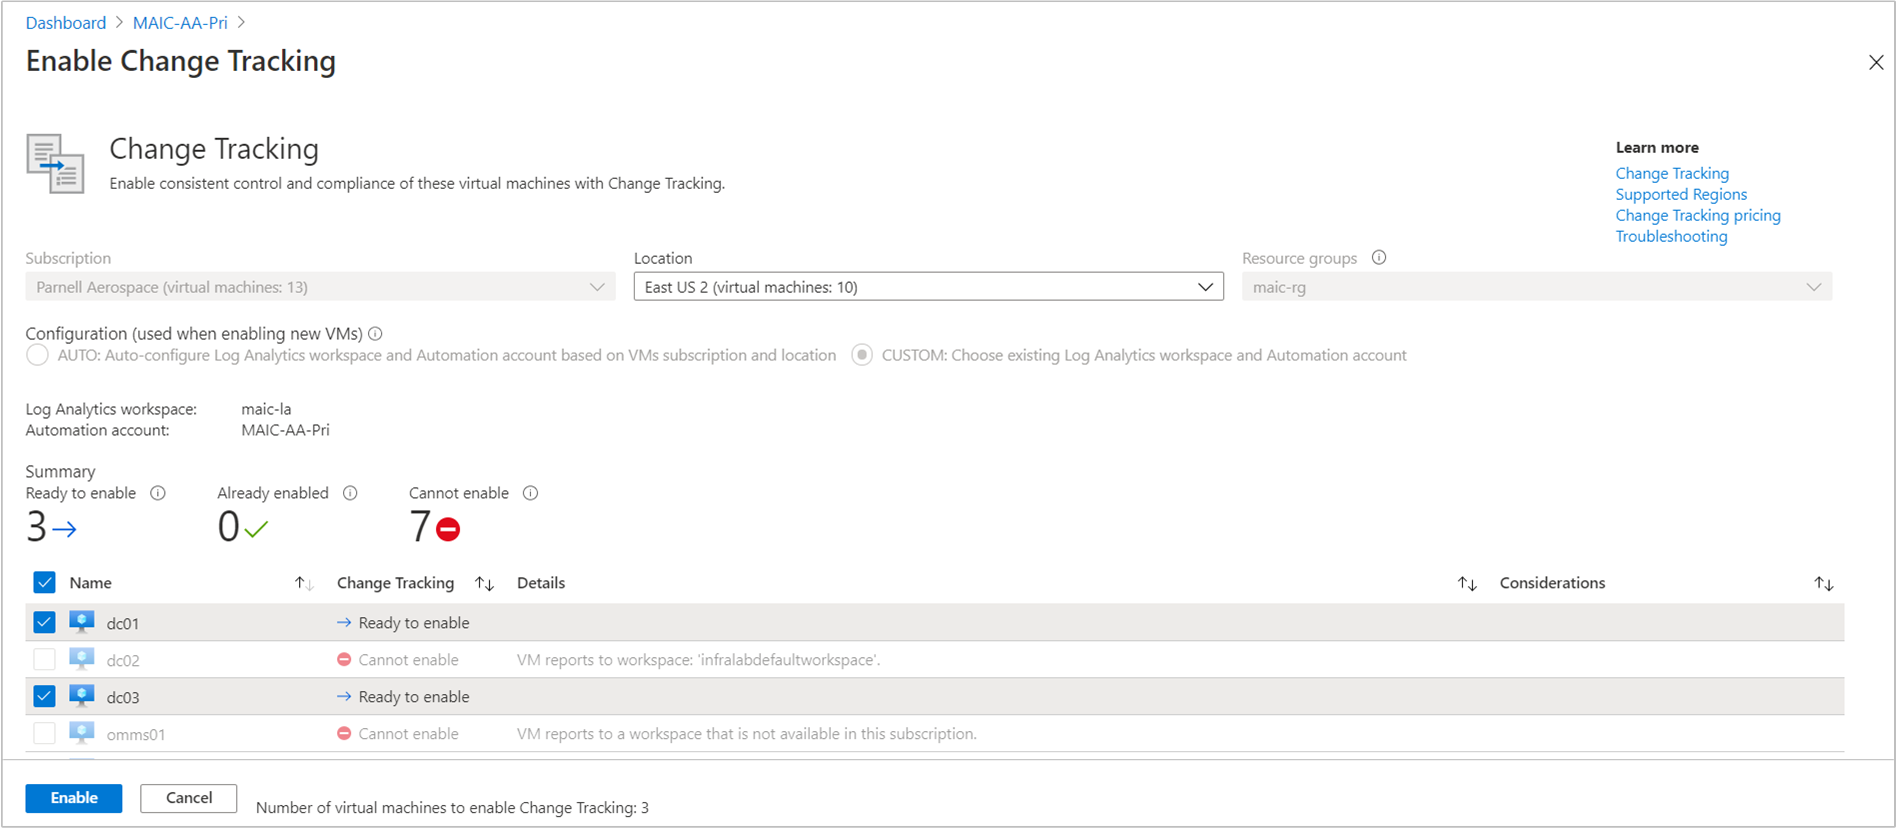 Dashboard > MAIC-AA-Pri >
Enable Change Tracking
Change Tracking
Enable consistent control and compliance of these virtual machines with Change Tracking.
Learn more
Change Tracking
Supported Regions
Change Tracking pricing
Troubleshooting
Subscription
Parnell Aerospace (virtual machines: 13)
Location
East US 2 (virtual machines: 10)
Resource groups
maic-rg
Configuration (used when enabling new VMs)
AUTO: Auto-configure Log Analytics workspace and Automation account based on VMs subscription and location
CUSTOM: Choose existing Log Analytics workspace and Automation account
Log Analytics workspace: maic-la
Automation account: MAIC-AA-Pri
Summary
Ready to enable Already enabled Cannot enable
3 0 7
Name Change Tracking Details Considerations
dc01 Ready to enable
dc02 Cannot enable VM reports to workspace: 'infralabdefaultworkspace'.
dc03 Ready to enable
omms01 Cannot enable VM reports to a workspace that is not available in this subscription.
Enable Cancel Number of virtual machines to enable Change Tracking: 3